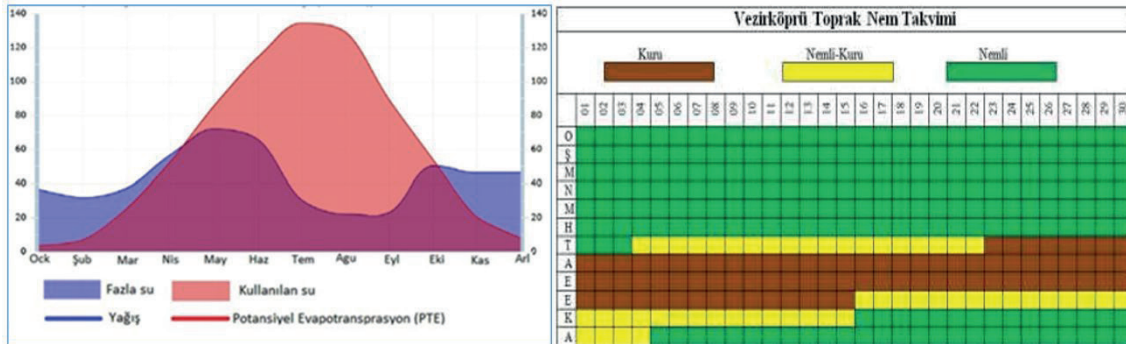 140
120
100
80
60
40
20
0
140
120
100
80
60
40
20
0
Ock Şub Mar Nis May Haz Tem Agu Eyl Eki Kas Arl
Fazla su Kullanılan su
Yağış Potansiyel Evapotransprasyon (PTE)
Vezirköprü Toprak Nem Takvimi
Kuru Nemli-Kuru Nemli
01 02 03 04 05 06 07 08 09 10 11 12 13 14 15 16 17 18 19 20 21 22 23 24 25 26 27 28 29 30
O
Ş
M
N
M
H
T
A
E
E
K
A